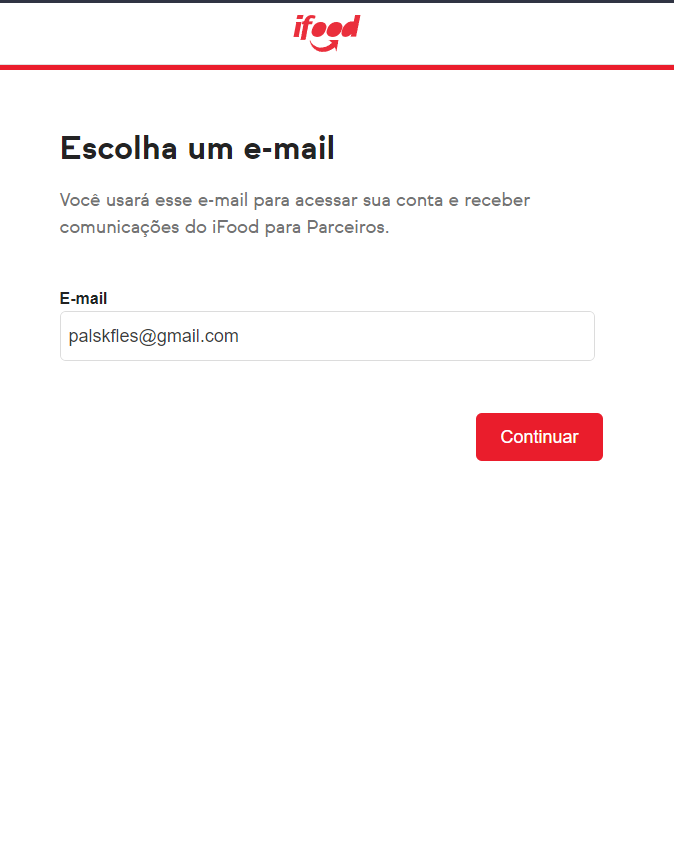 ifood
Escolha um e-mail
Você usará esse e-mail para acessar sua conta e receber
comunicações do iFood para Parceiros.
E-mail
palskfles@gmail.com
Continuar